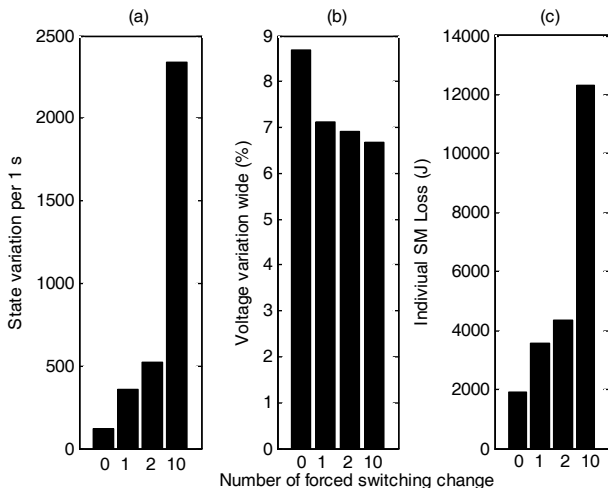 (a)
(b)
(c)
State variation per 1 s
2500
2000
1500
1000
500
0
0 1 2 10
Voltage variation wide (%)
9
8
7
6
5
4
3
2
1
0
0 1 2 10
Indiviual SM Loss (J)
14000
12000
10000
8000
6000
4000
2000
0
0 1 2 10
Number of forced switching change